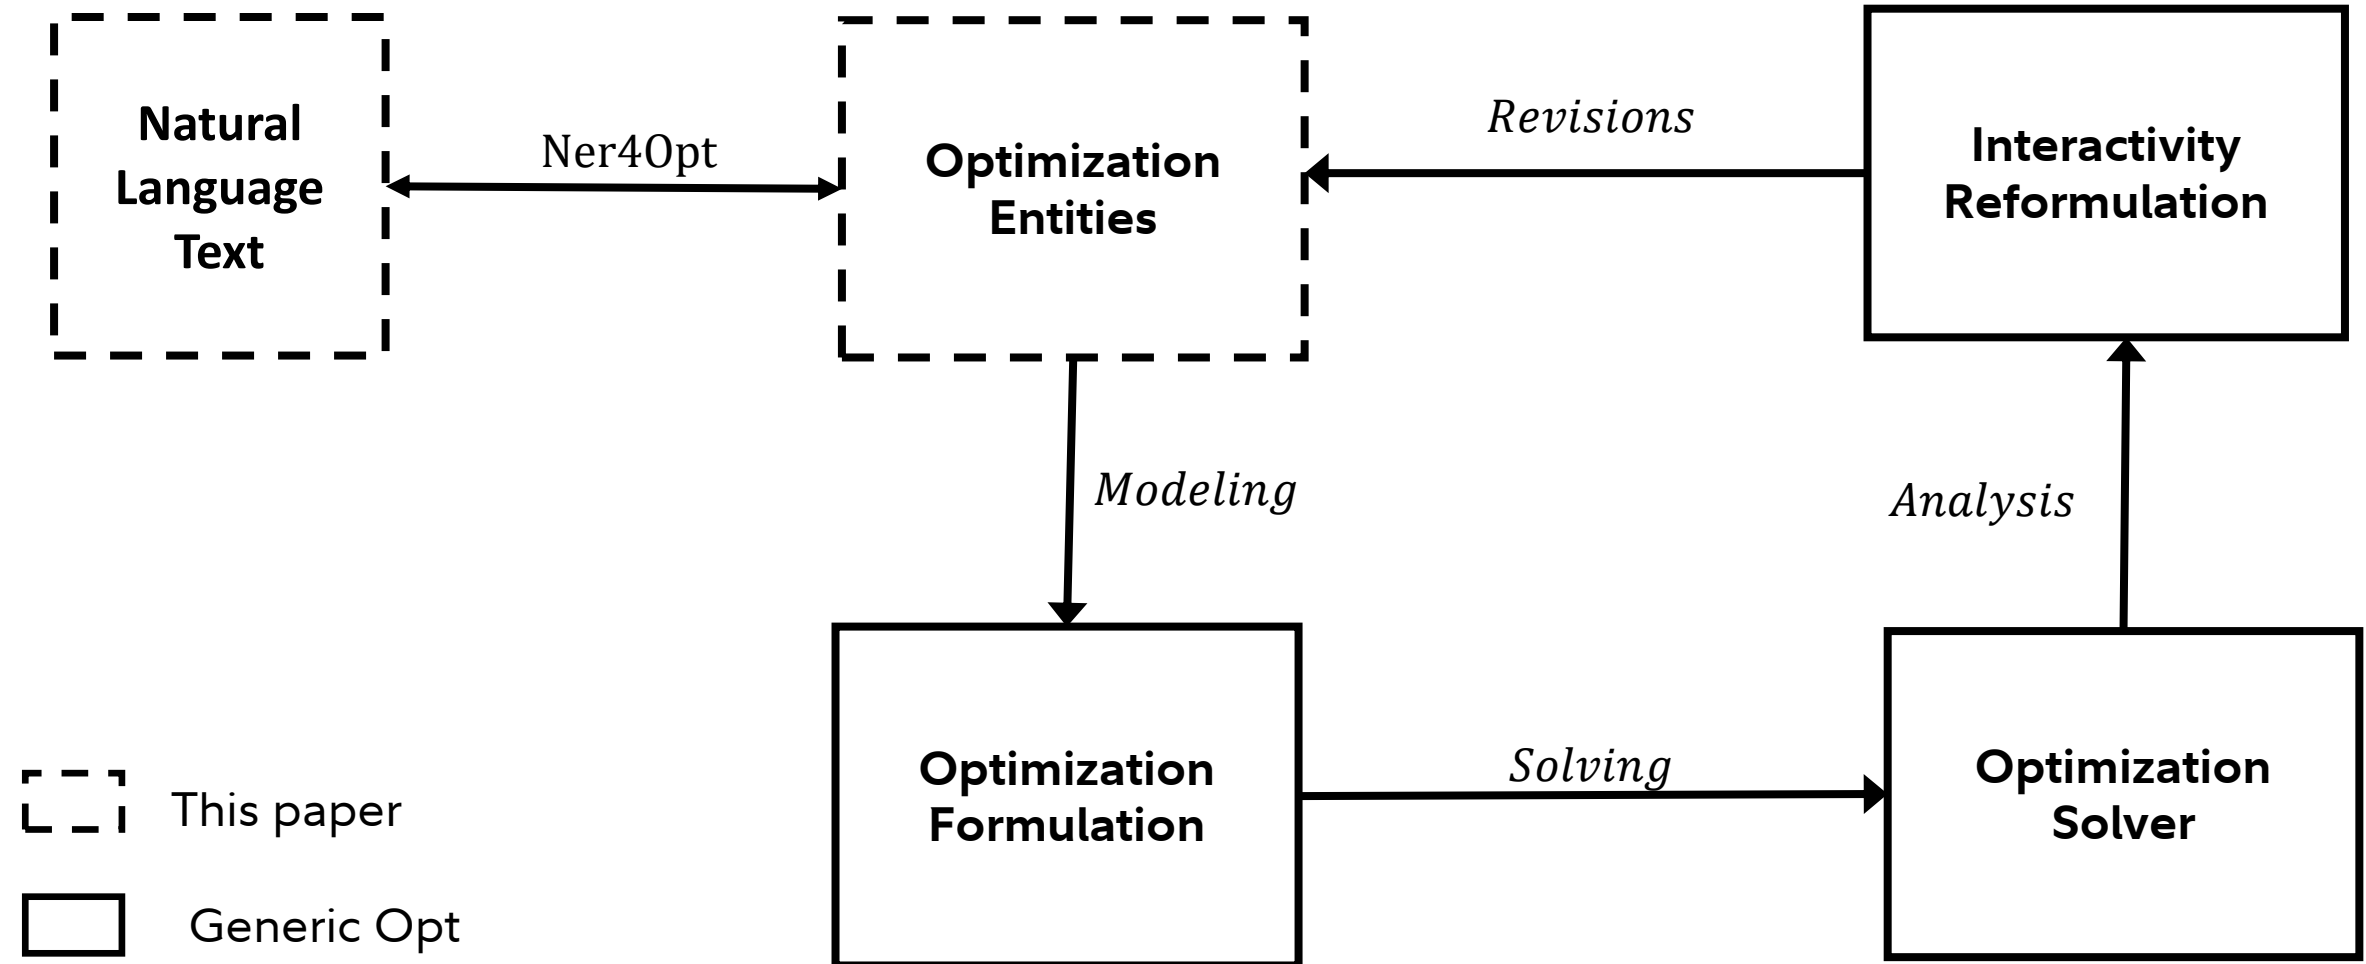 Natural
Language
Text
Ner4Opt
Optimization
Entities
Revisions
Interactivity
Reformulation
Modeling
Analysis
Optimization
Formulation
Solving
Optimization
Solver
This paper
Generic Opt